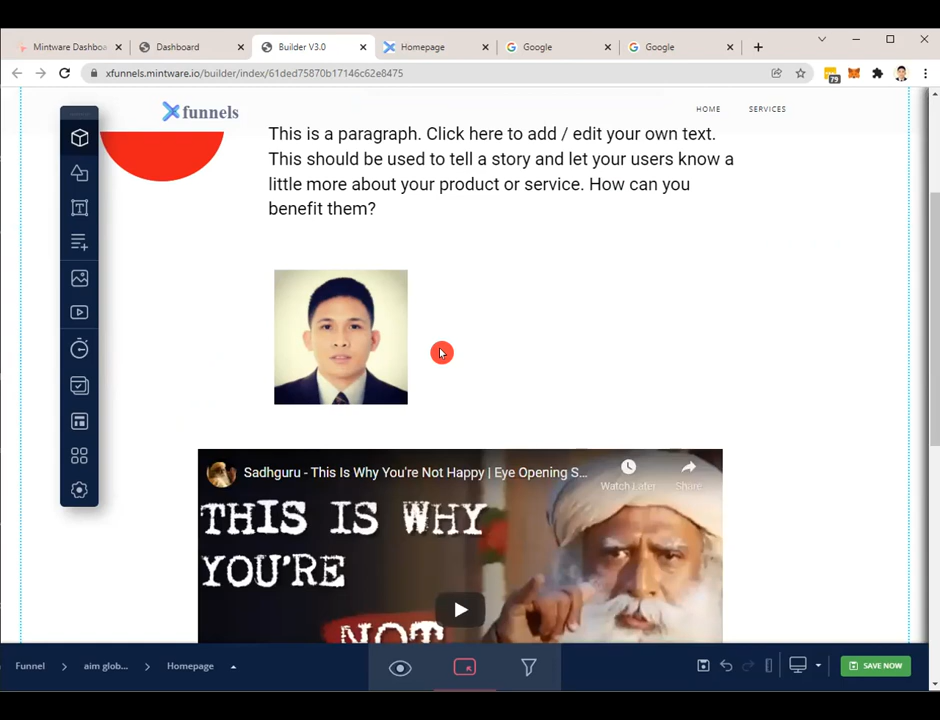 Mintware Dashboa
Dashboard
Builder V3.0
Homepage
Google
Google
xfunnels.mintware.io/builder/index/61ded75870b17146c62e8475
79
funnels
HOME
SERVICES
This is a paragraph. Click here to add / edit your own text.
This should be used to tell a story and let your users know a
little more about your product or service. How can you
benefit them?
Sadhguru - This Is Why You're Not Happy | Eye Opening S...
Watch Later
Share
THIS IS WHY
YOU'RE
NOT
Funnel
aim glob...
Homepage
SAVE NOW